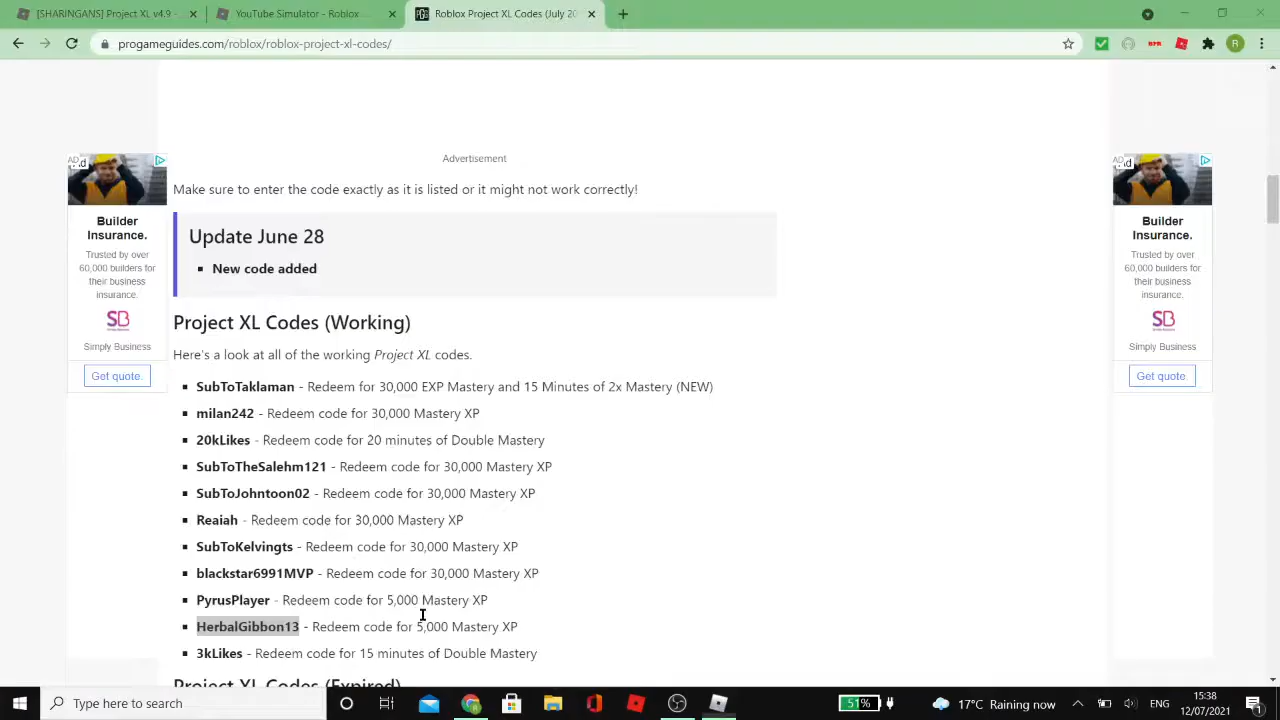 [SHARINGAN] Project XL v4.9 -
YouTube Simulator - Roblox
Roblox Project XL Codes (July 20
progameguides.com/roblox/roblox-project-xl-codes/
R
Advertisement
Make sure to enter the code exactly as it is listed or it might not work correctly!
Update June 28
New code added
Project XL Codes (Working)
Here's a look at all of the working Project XL codes.
SubToTaklaman - Redeem for 30,000 EXP Mastery and 15 Minutes of 2x Mastery (NEW)
milan242 - Redeem code for 30,000 Mastery XP
20kLikes - Redeem code for 20 minutes of Double Mastery
SubToTheSalehm121 - Redeem code for 30,000 Mastery XP
SubToJohntoon02 - Redeem code for 30,000 Mastery XP
Reaiah - Redeem code for 30,000 Mastery XP
SubToKelvingts - Redeem code for 30,000 Mastery XP
blackstar6991MVP - Redeem code for 30,000 Mastery XP
PyrusPlayer - Redeem code for 5,000 Mastery XP
HerbalGibbon13 - Redeem code for 5,000 Mastery XP
3kLikes - Redeem code for 15 minutes of Double Mastery
Project XL Codes (Expired)
Builder
Insurance.
Trusted by over
60,000 builders for
their business
insurance.
SB
Simply Business
Get quote.
Builder
Insurance.
Trusted by over
60,000 builders for
their business
insurance.
SB
Simply Business
Get quote.
Type here to search
51%
17°C Raining now
ENG
15:38
12/07/2021